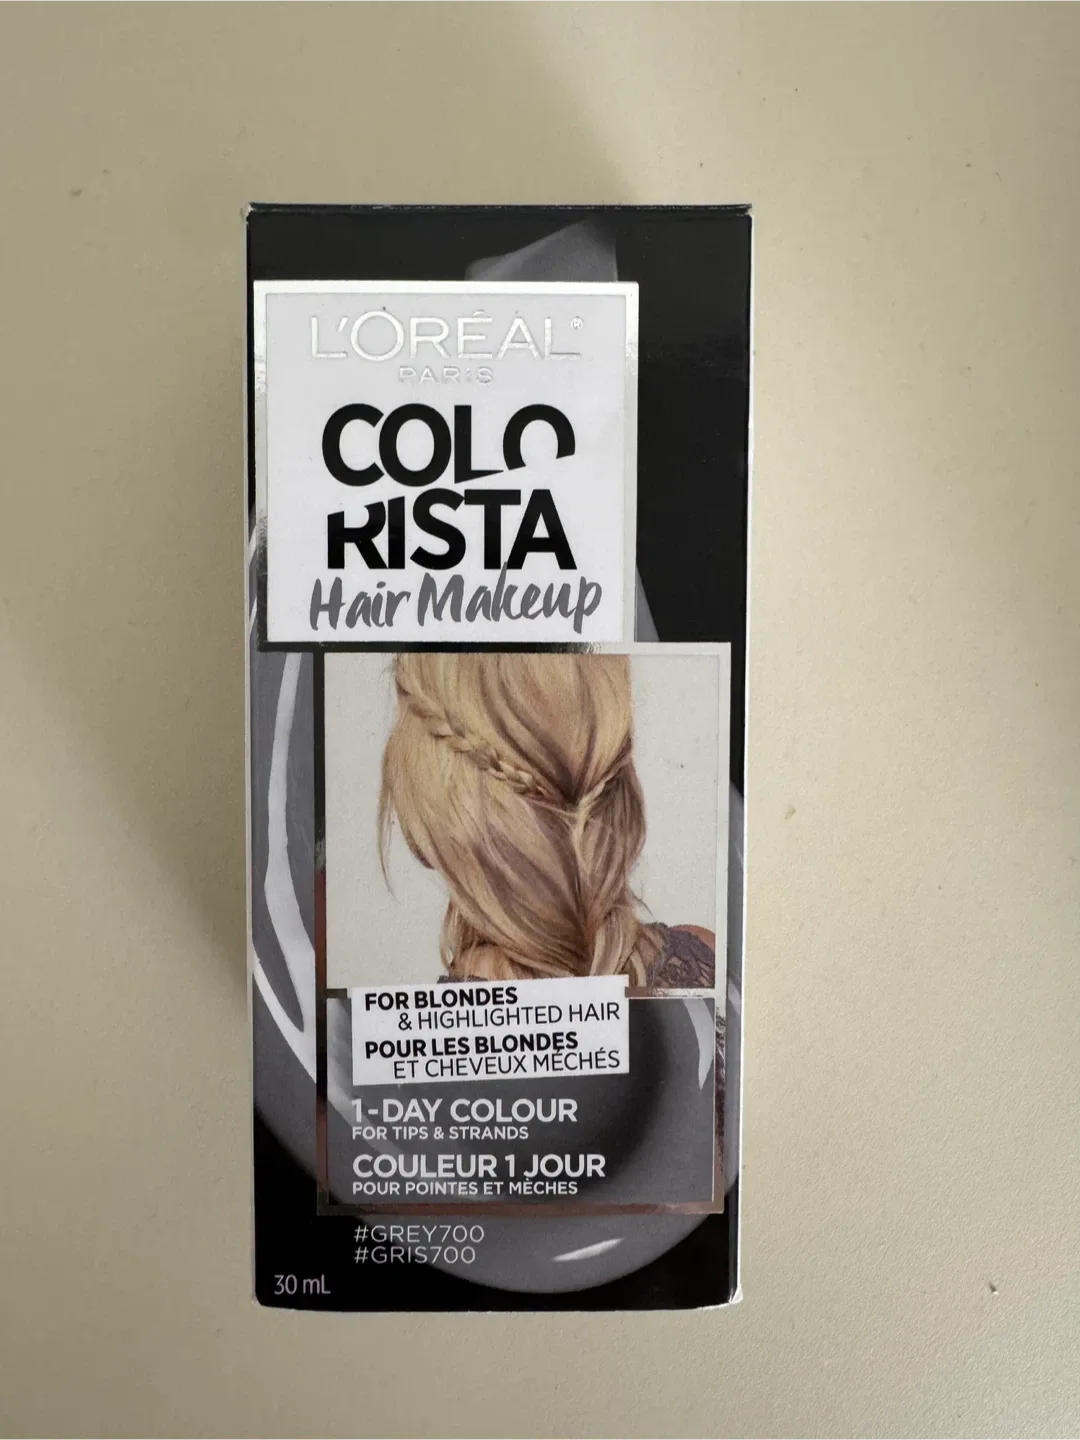 L'ORÉAL®
PARIS
COLO
RISTA
Hair Makeup
FOR BLONDES
& HIGHLIGHTED HAIR
POUR LES BLONDES
ET CHEVEUX MÉCHÉS
1-DAY COLOUR
FOR TIPS & STRANDS
COULEUR 1 JOUR
POUR POINTES ET MÈCHES
#GREY700
#GRIS700
30 mL